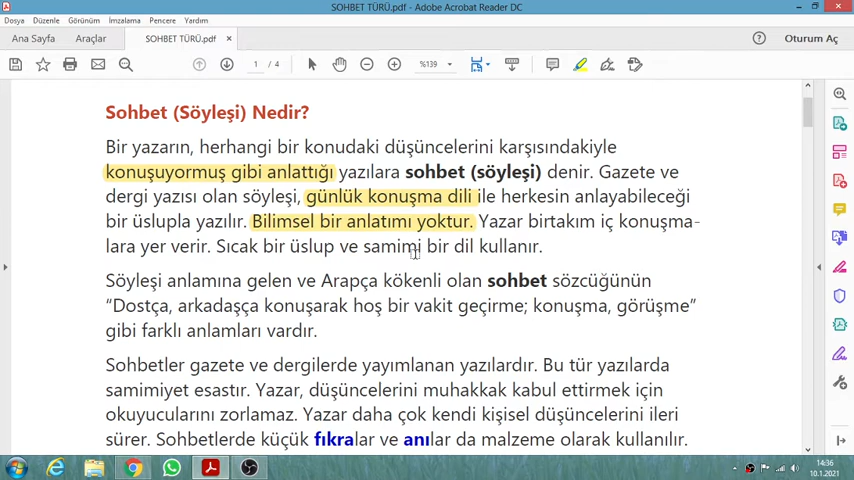 SOHBET TÜRÜ.pdf - Adobe Acrobat Reader DC
Dosya Düzenle Görünüm İmzalama Pencere Yardım
Ana Sayfa Araçlar SOHBET TÜRÜ.pdf × Oturum Aç
1 / 4 %139
Sohbet (Söyleşi) Nedir?
Bir yazarın, herhangi bir konudaki düşüncelerini karşısındakiyle
konuşuyormuş gibi anlattığı yazılara sohbet (söyleşi) denir. Gazete ve
dergi yazısı olan söyleşi, günlük konuşma dili ile herkesin anlayabileceği
bir üslupla yazılır. Bilimsel bir anlatımı yoktur. Yazar birtakım iç konuşma-
lara yer verir. Sıcak bir üslup ve samimi bir dil kullanır.
Söyleşi anlamına gelen ve Arapça kökenli olan sohbet sözcüğünün
“Dostça, arkadaşça konuşarak hoş bir vakit geçirme; konuşma, görüşme”
gibi farklı anlamları vardır.
Sohbetler gazete ve dergilerde yayımlanan yazılardır. Bu tür yazılarda
samimiyet esastır. Yazar, düşüncelerini muhakkak kabul ettirmek için
okuyucularını zorlamaz. Yazar daha çok kendi kişisel düşüncelerini ileri
sürer. Sohbetlerde küçük fıkralar ve anılar da malzeme olarak kullanılır.
14:36
10.1.2021